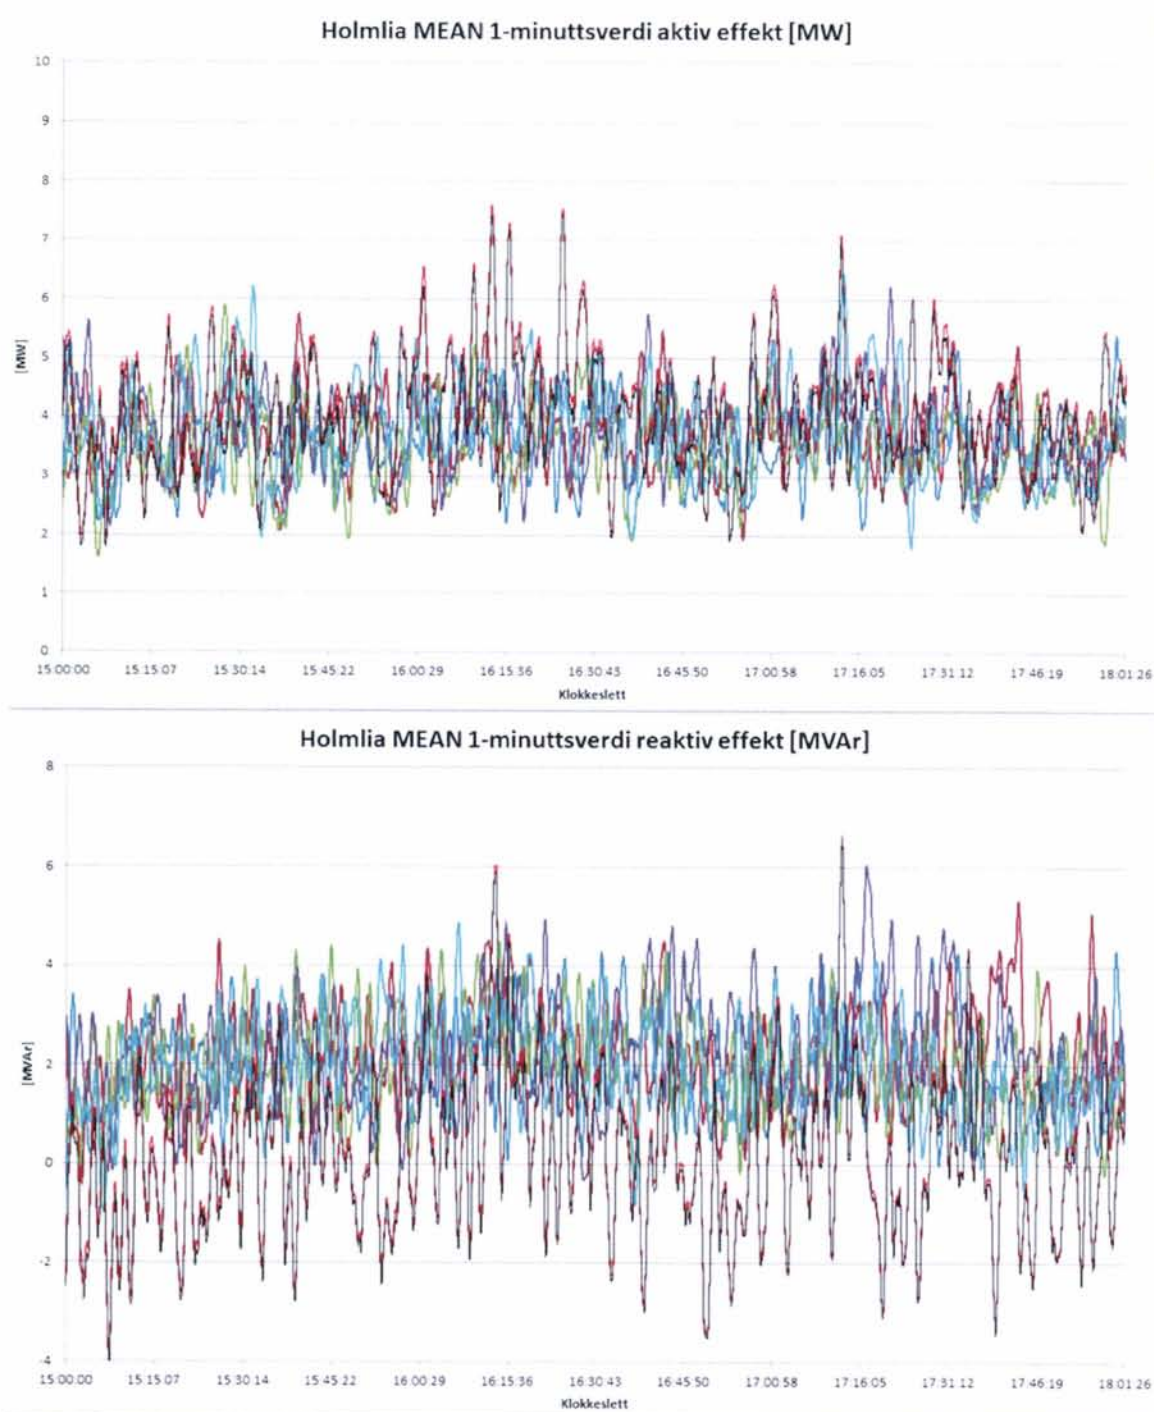 Holmlia MEAN 1-minuttsverdi aktiv effekt [MW]
10
9
8
7
6
5
4
3
2
1
0
[MW]
15:00:00 15:15:07 15:30:14 15:45:22 16:00:29 16:15:36 16:30:43 16:45:50 17:00:58 17:16:05 17:31:12 17:46:19 18:01:26
Klokkeslett
Holmlia MEAN 1-minuttsverdi reaktiv effekt [MVAr]
8
6
4
2
0
-2
-4
[MVAr]
15:00:00 15:15:07 15:30:14 15:45:22 16:00:29 16:15:36 16:30:43 16:45:50 17:00:58 17:16:05 17:31:12 17:46:19 18:01:26
Klokkeslett